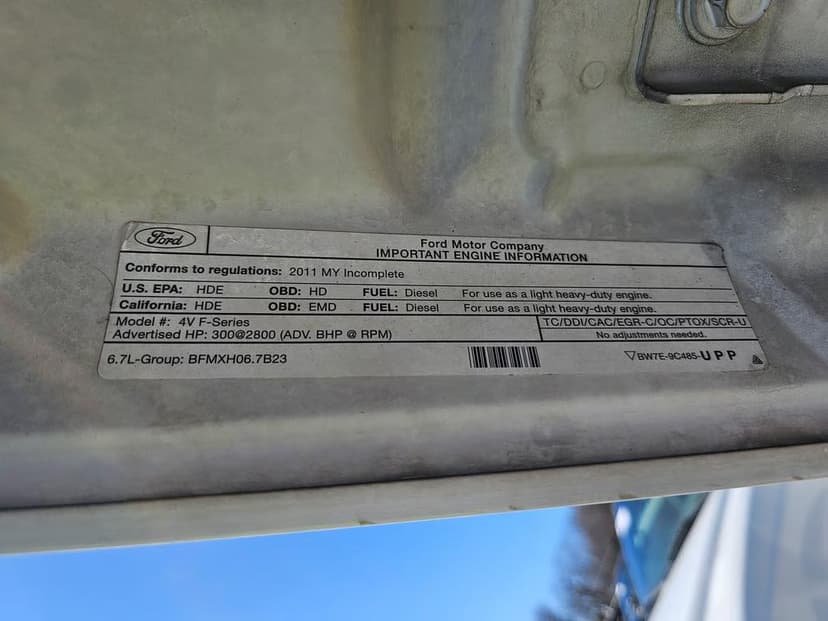 Ford
Ford Motor Company
IMPORTANT ENGINE INFORMATION
Conforms to regulations: 2011 MY Incomplete
U.S. EPA: HDE OBD: HD FUEL: Diesel For use as a light heavy-duty engine.
California: HDE OBD: EMD FUEL: Diesel For use as a light heavy-duty engine.
Model #: 4V F-Series TC/DDI/CAC/EGR-C/OC/PTOX/SCR-U
Advertised HP: 300@2800 (ADV. BHP @ RPM) No adjustments needed.
6.7L-Group: BFMXH06.7B23 BW7E-9C485-UPP